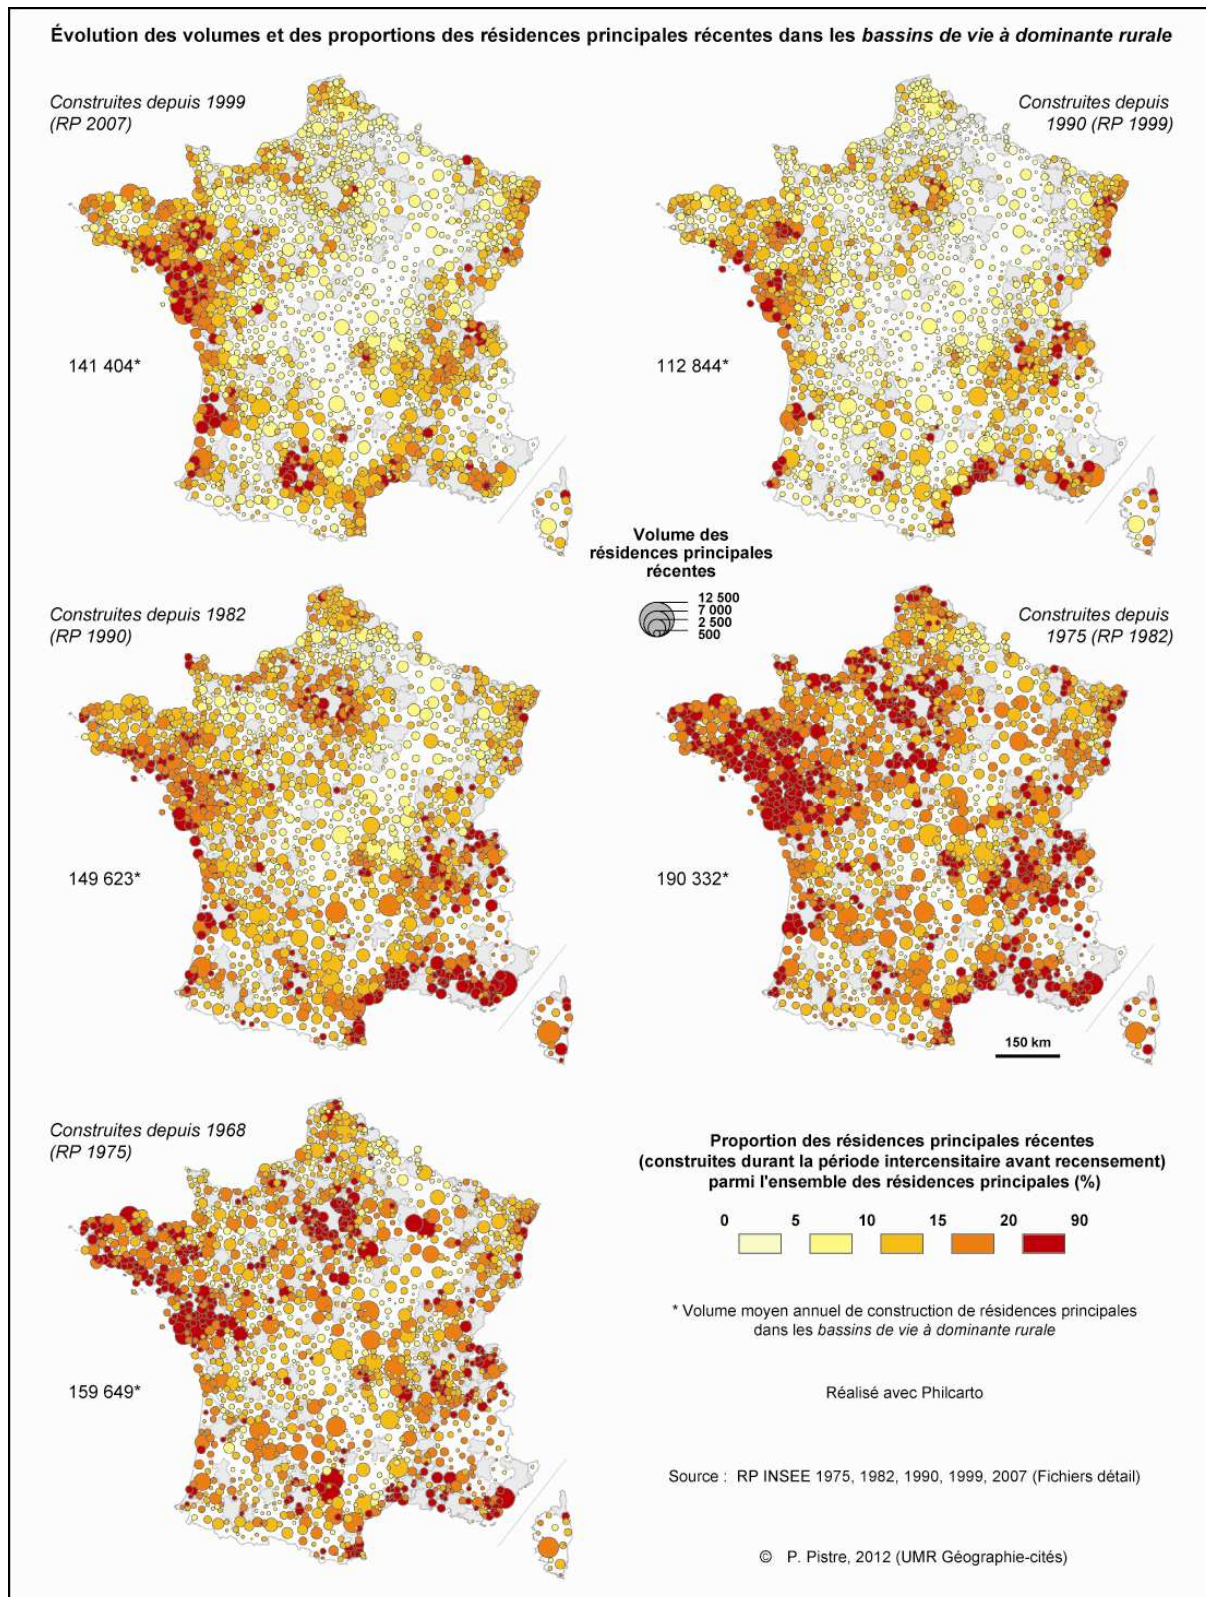 Évolution des volumes et des proportions des résidences principales récentes dans les bassins de vie à dominante rurale
Construites depuis 1999
(RP 2007)
141 404*
Construites depuis
1990 (RP 1999)
112 844*
Volume des
résidences principales
récentes
12 500
7 000
2 500
500
Construites depuis 1982
(RP 1990)
149 623*
Construites depuis
1975 (RP 1982)
190 332*
150 km
Construites depuis 1968
(RP 1975)
159 649*
Proportion des résidences principales récentes
(construites durant la période intercensitaire avant recensement)
parmi l'ensemble des résidences principales (%)
0 5 10 15 20 90
* Volume moyen annuel de construction de résidences principales
dans les bassins de vie à dominante rurale
Réalisé avec Philcarto
Source : RP INSEE 1975, 1982, 1990, 1999, 2007 (Fichiers détail)
© P. Pistre, 2012 (UMR Géographie-cités)